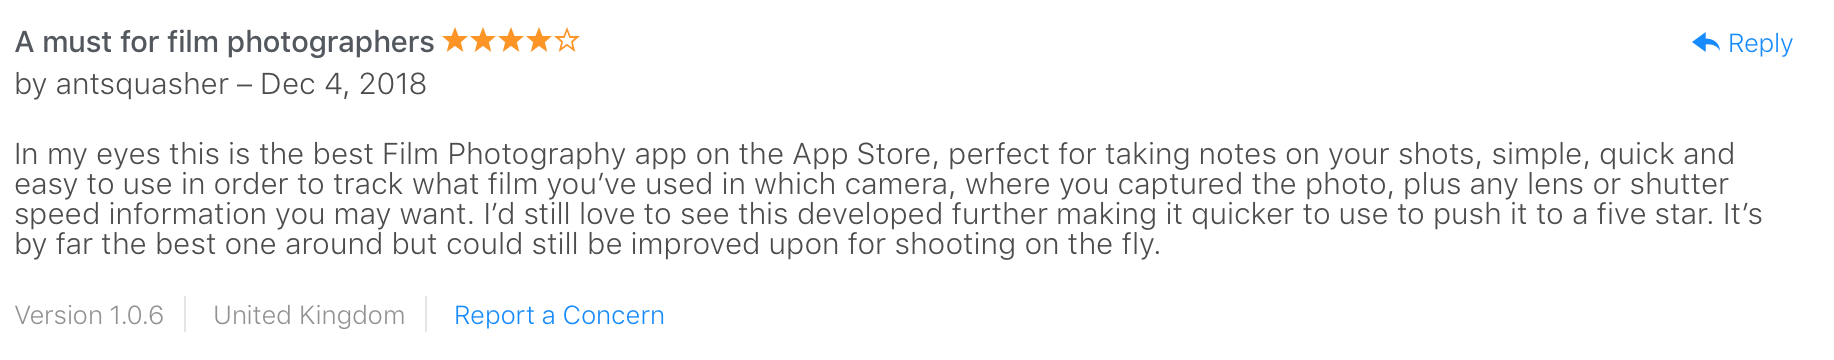 A must for film photographers ★★★★☆ Reply
by antsquasher – Dec 4, 2018
In my eyes this is the best Film Photography app on the App Store, perfect for taking notes on your shots, simple, quick and
easy to use in order to track what film you’ve used in which camera, where you captured the photo, plus any lens or shutter
speed information you may want. I’d still love to see this developed further making it quicker to use to push it to a five star. It’s
by far the best one around but could still be improved upon for shooting on the fly.
Version 1.0.6 United Kingdom Report a Concern